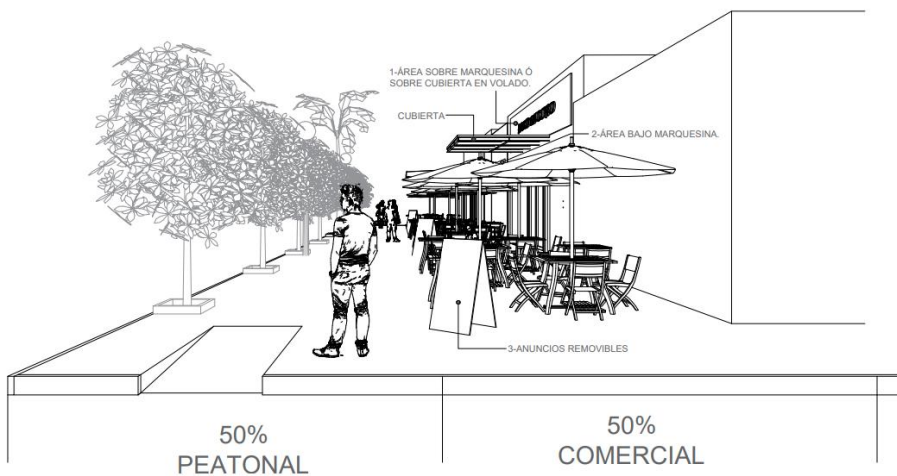 1-ÁREA SOBRE MARQUESINA Ó
SOBRE CUBIERTA EN VOLADO.
CUBIERTA
2-ÁREA BAJO MARQUESINA.
3-ANUNCIOS REMOVIBLES
50%
PEATONAL
50%
COMERCIAL